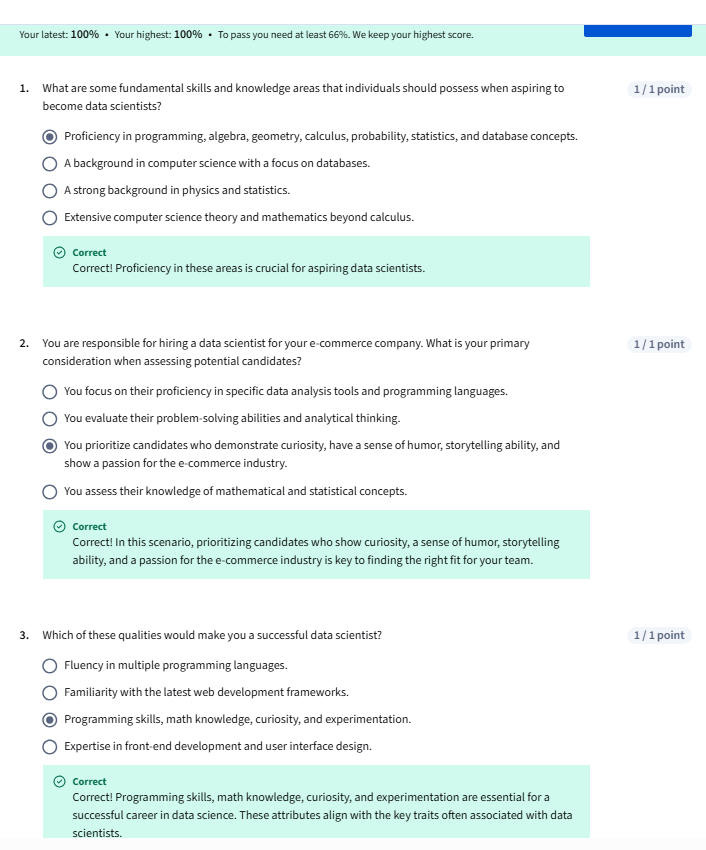 Your latest: 100% • Your highest: 100% • To pass you need at least 66%. We keep your highest score.
1. What are some fundamental skills and knowledge areas that individuals should possess when aspiring to
become data scientists?
1 / 1 point
Proficiency in programming, algebra, geometry, calculus, probability, statistics, and database concepts.
A background in computer science with a focus on databases.
A strong background in physics and statistics.
Extensive computer science theory and mathematics beyond calculus.
Correct
Correct! Proficiency in these areas is crucial for aspiring data scientists.
2. You are responsible for hiring a data scientist for your e-commerce company. What is your primary
consideration when assessing potential candidates?
1 / 1 point
You focus on their proficiency in specific data analysis tools and programming languages.
You evaluate their problem-solving abilities and analytical thinking.
You prioritize candidates who demonstrate curiosity, have a sense of humor, storytelling ability, and
show a passion for the e-commerce industry.
You assess their knowledge of mathematical and statistical concepts.
Correct
Correct! In this scenario, prioritizing candidates who show curiosity, a sense of humor, storytelling
ability, and a passion for the e-commerce industry is key to finding the right fit for your team.
3. Which of these qualities would make you a successful data scientist?
1 / 1 point
Fluency in multiple programming languages.
Familiarity with the latest web development frameworks.
Programming skills, math knowledge, curiosity, and experimentation.
Expertise in front-end development and user interface design.
Correct
Correct! Programming skills, math knowledge, curiosity, and experimentation are essential for a
successful career in data science. These attributes align with the key traits often associated with data
scientists.